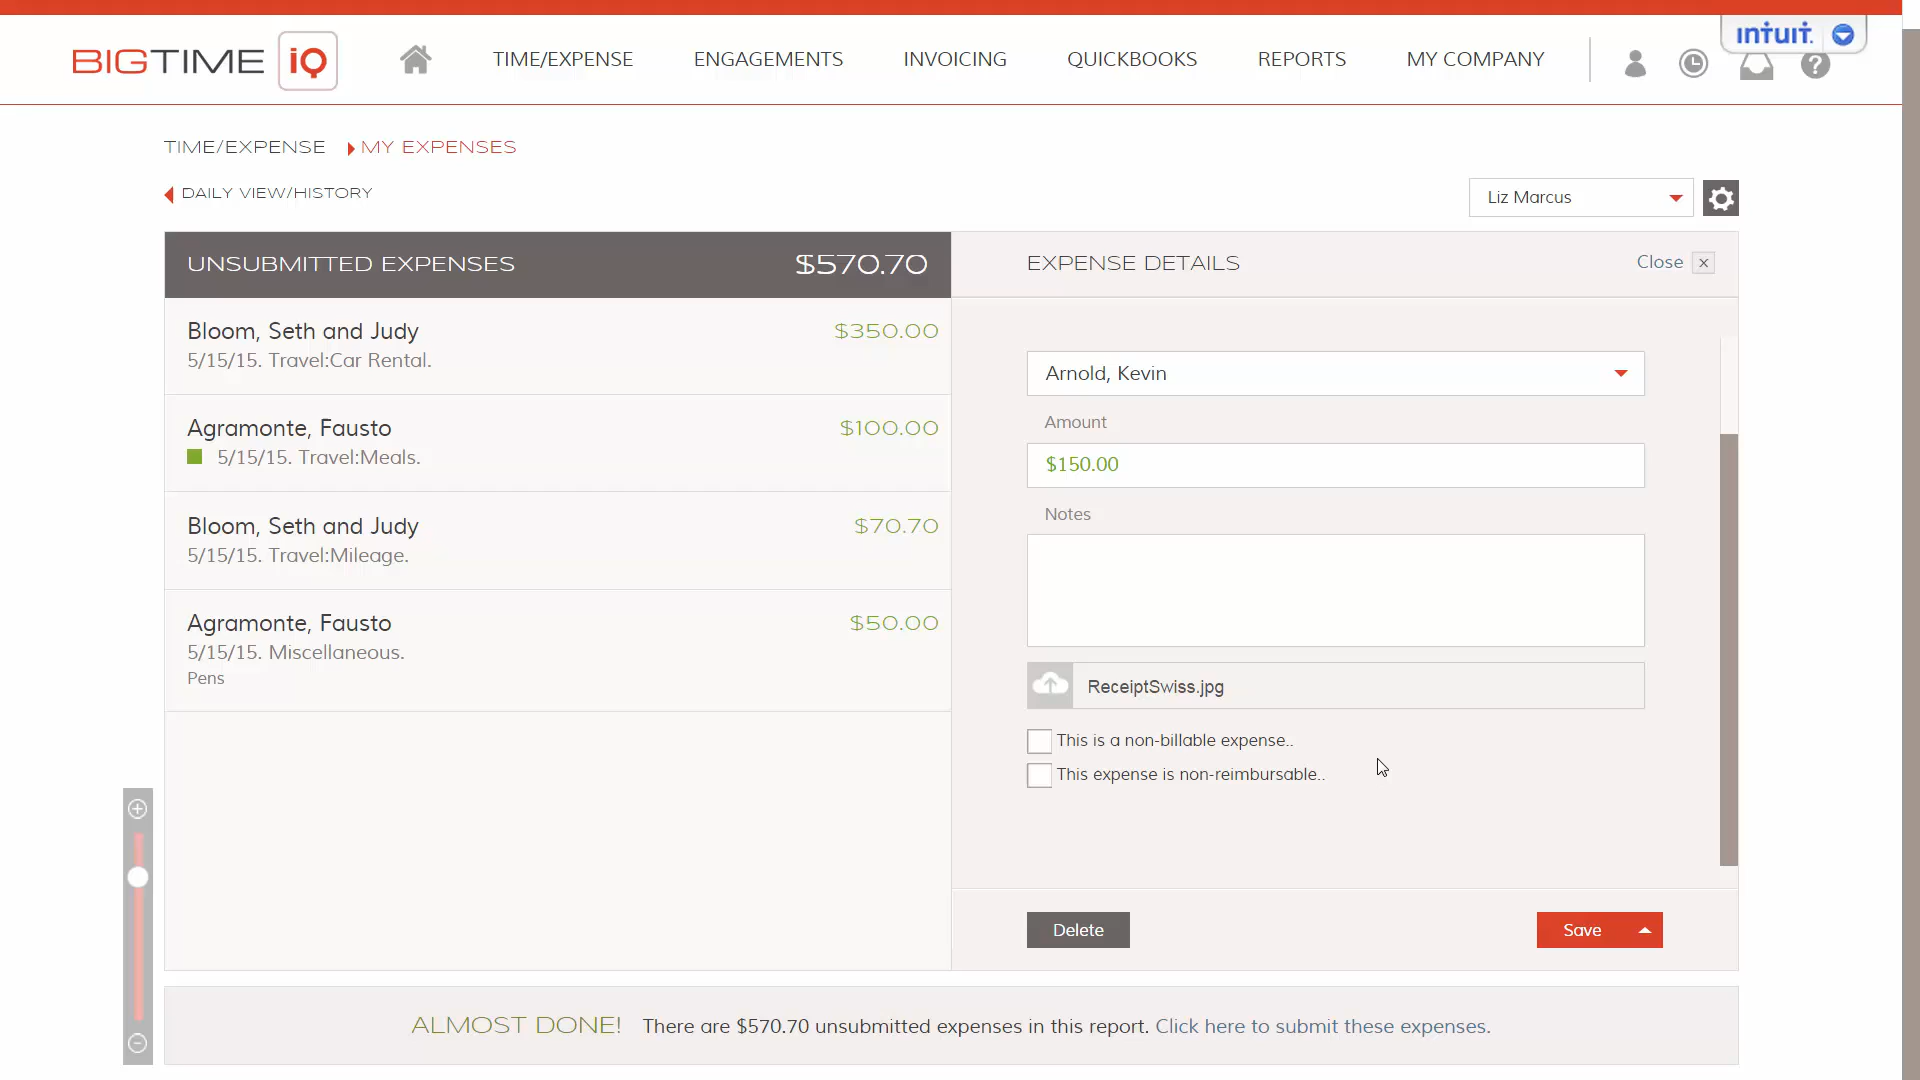 BIGTIME iQ
TIME/EXPENSE
ENGAGEMENTS
INVOICING
QUICKBOOKS
REPORTS
MY COMPANY
intuit.
?
TIME/EXPENSE MY EXPENSES
DAILY VIEW/HISTORY
Liz Marcus
UNSUBMITTED EXPENSES $570.70
Bloom, Seth and Judy $350.00
5/15/15. Travel:Car Rental.
Agramonte, Fausto $100.00
5/15/15. Travel:Meals.
Bloom, Seth and Judy $70.70
5/15/15. Travel:Mileage.
Agramonte, Fausto $50.00
5/15/15. Miscellaneous.
Pens
EXPENSE DETAILS
Close x
Arnold, Kevin
Amount
$150.00
Notes
ReceiptSwiss.jpg
This is a non-billable expense..
This expense is non-reimbursable..
Delete
Save
ALMOST DONE! There are $570.70 unsubmitted expenses in this report. Click here to submit these expenses.